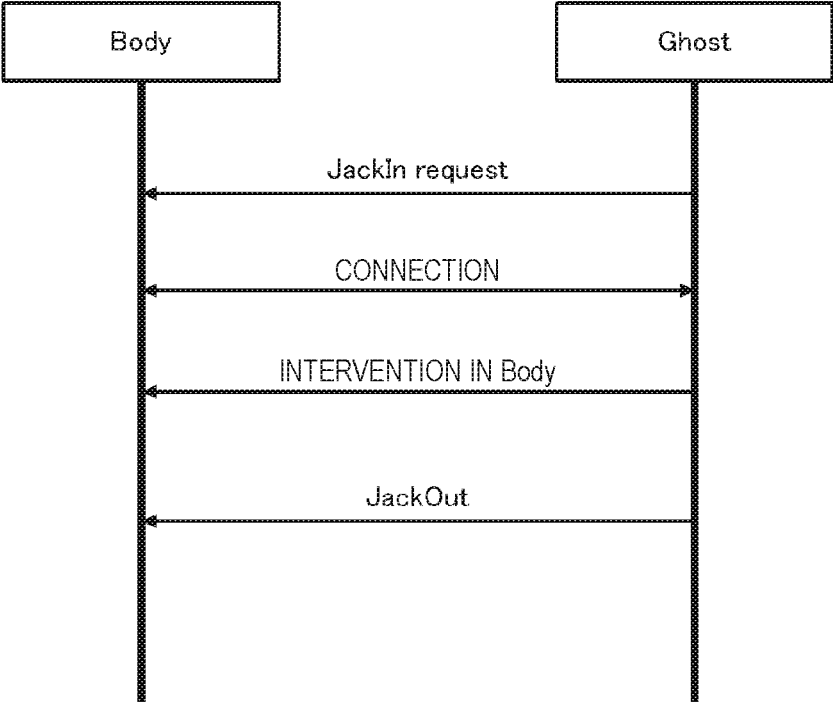 Body
Ghost
JackIn request
CONNECTION
INTERVENTION IN Body
JackOut